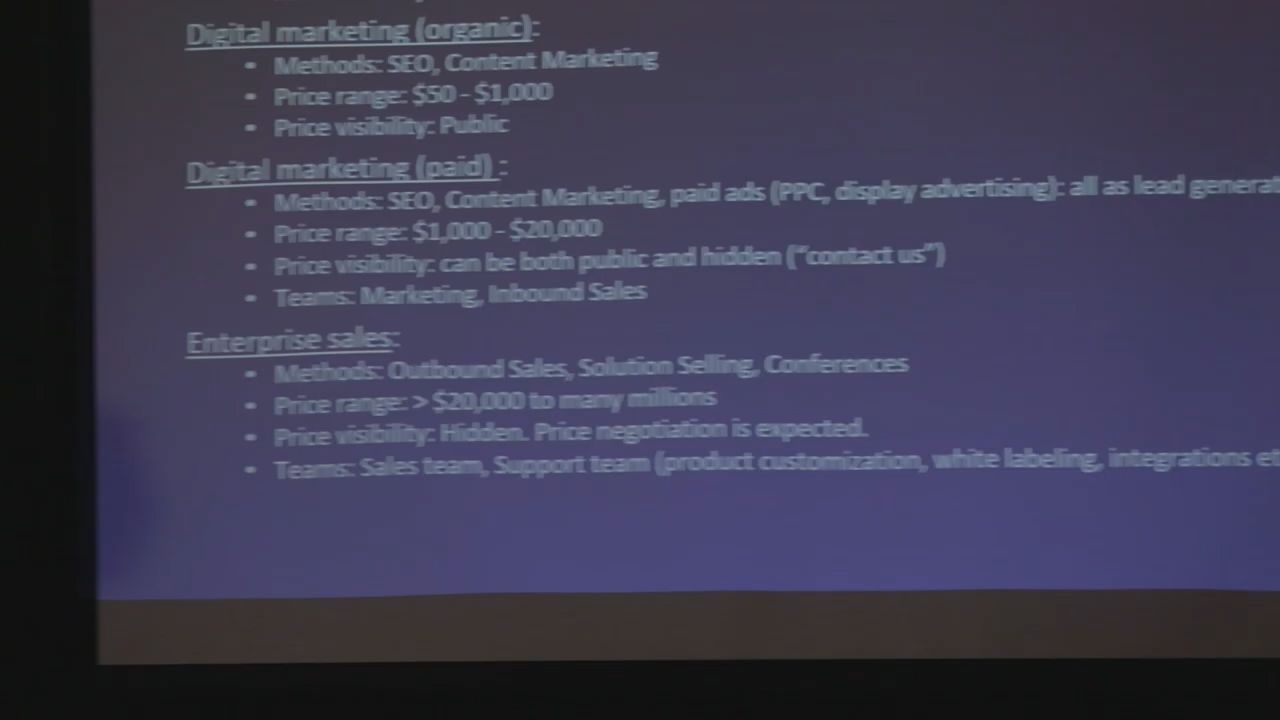 Digital marketing (organic):
• Methods: SEO, Content Marketing
• Price range: $50 - $1,000
• Price visibility: Public
Digital marketing (paid) :
• Methods: SEO, Content Marketing, paid ads (PPC, display advertising): all as lead generat
• Price range: $1,000 - $20,000
• Price visibility: can be both public and hidden (“contact us”)
• Teams: Marketing, Inbound Sales
Enterprise sales:
• Methods: Outbound Sales, Solution Selling, Conferences
• Price range: > $20,000 to many millions
• Price visibility: Hidden. Price negotiation is expected.
• Teams: Sales team, Support team (product customization, white labeling, integrations et